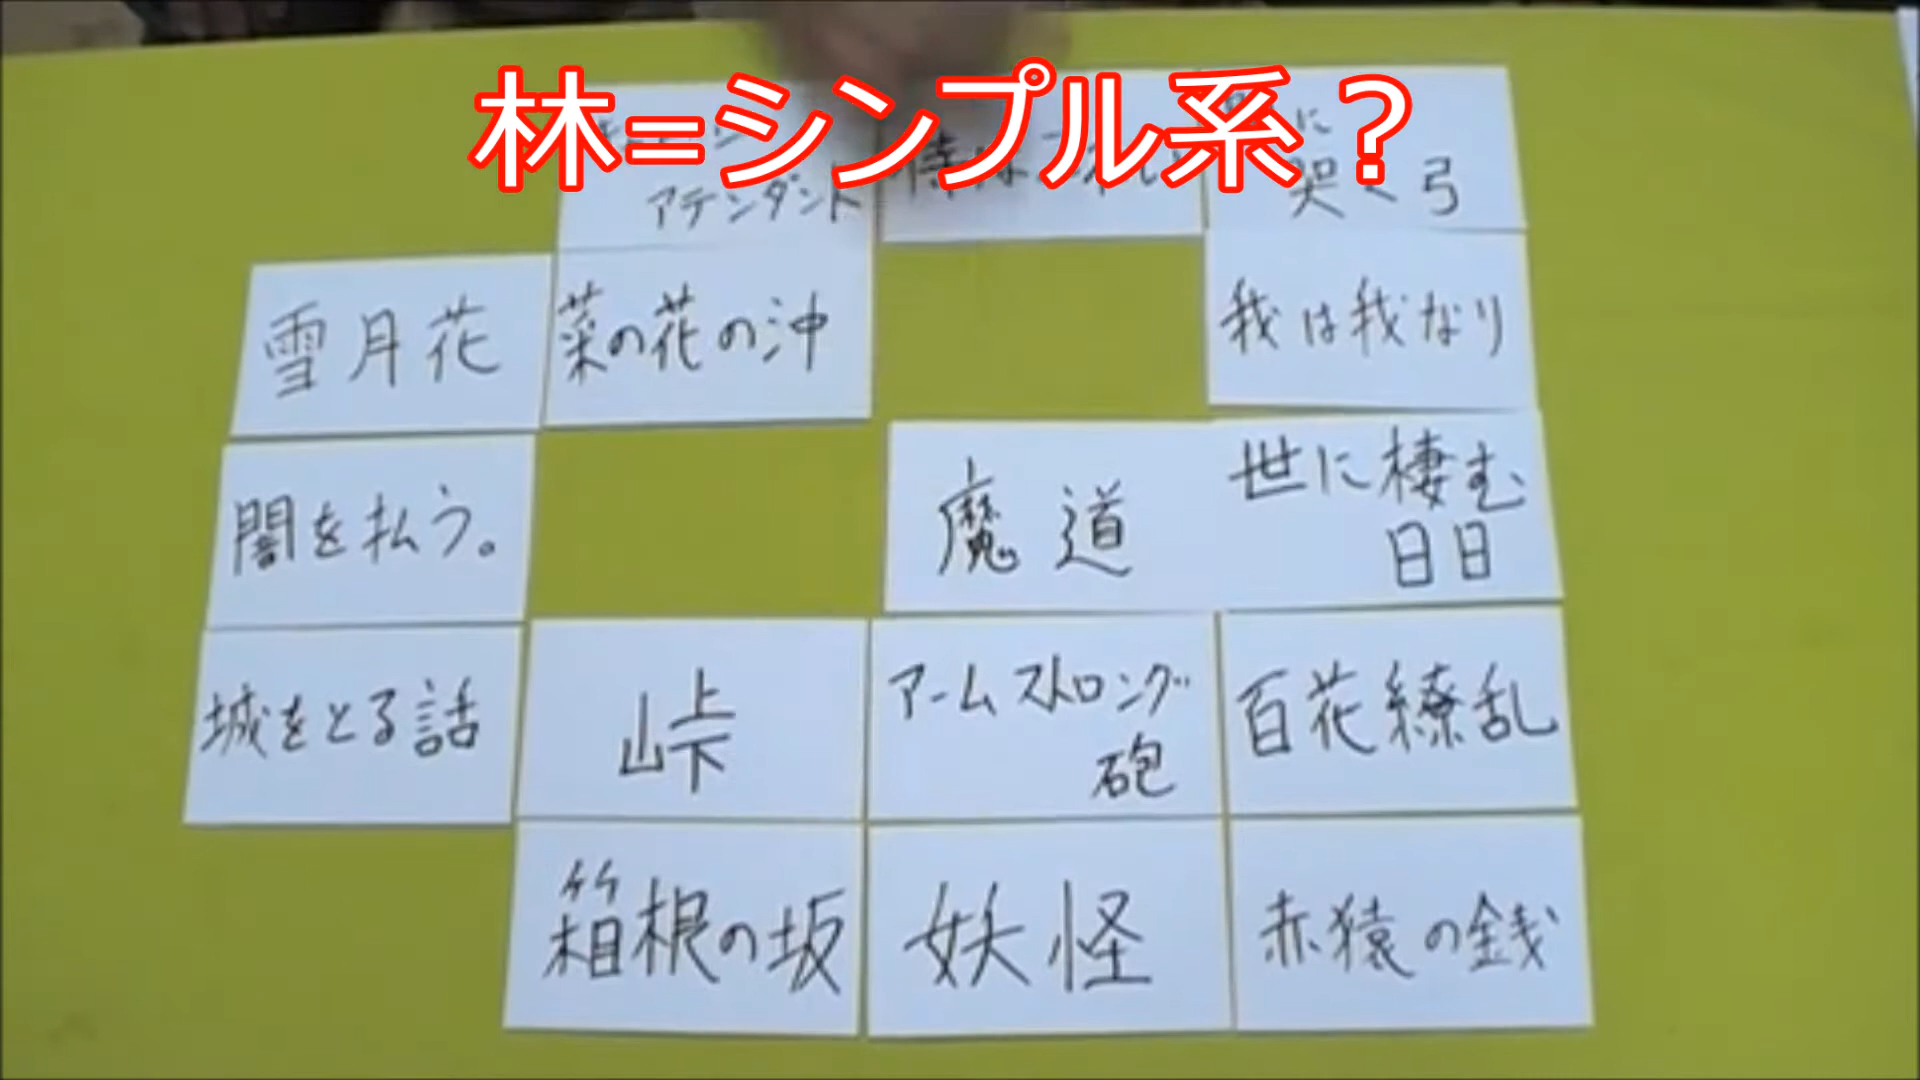 林=シンプル系？
アテンダント
哭く弓
雪月花
菜の花の沖
我は我なり
闇を払う。
魔道
世に棲む
日日
城をとる話
峠
アームストロング
砲
百花繚乱
箱根の坂
妖怪
赤猿の銭